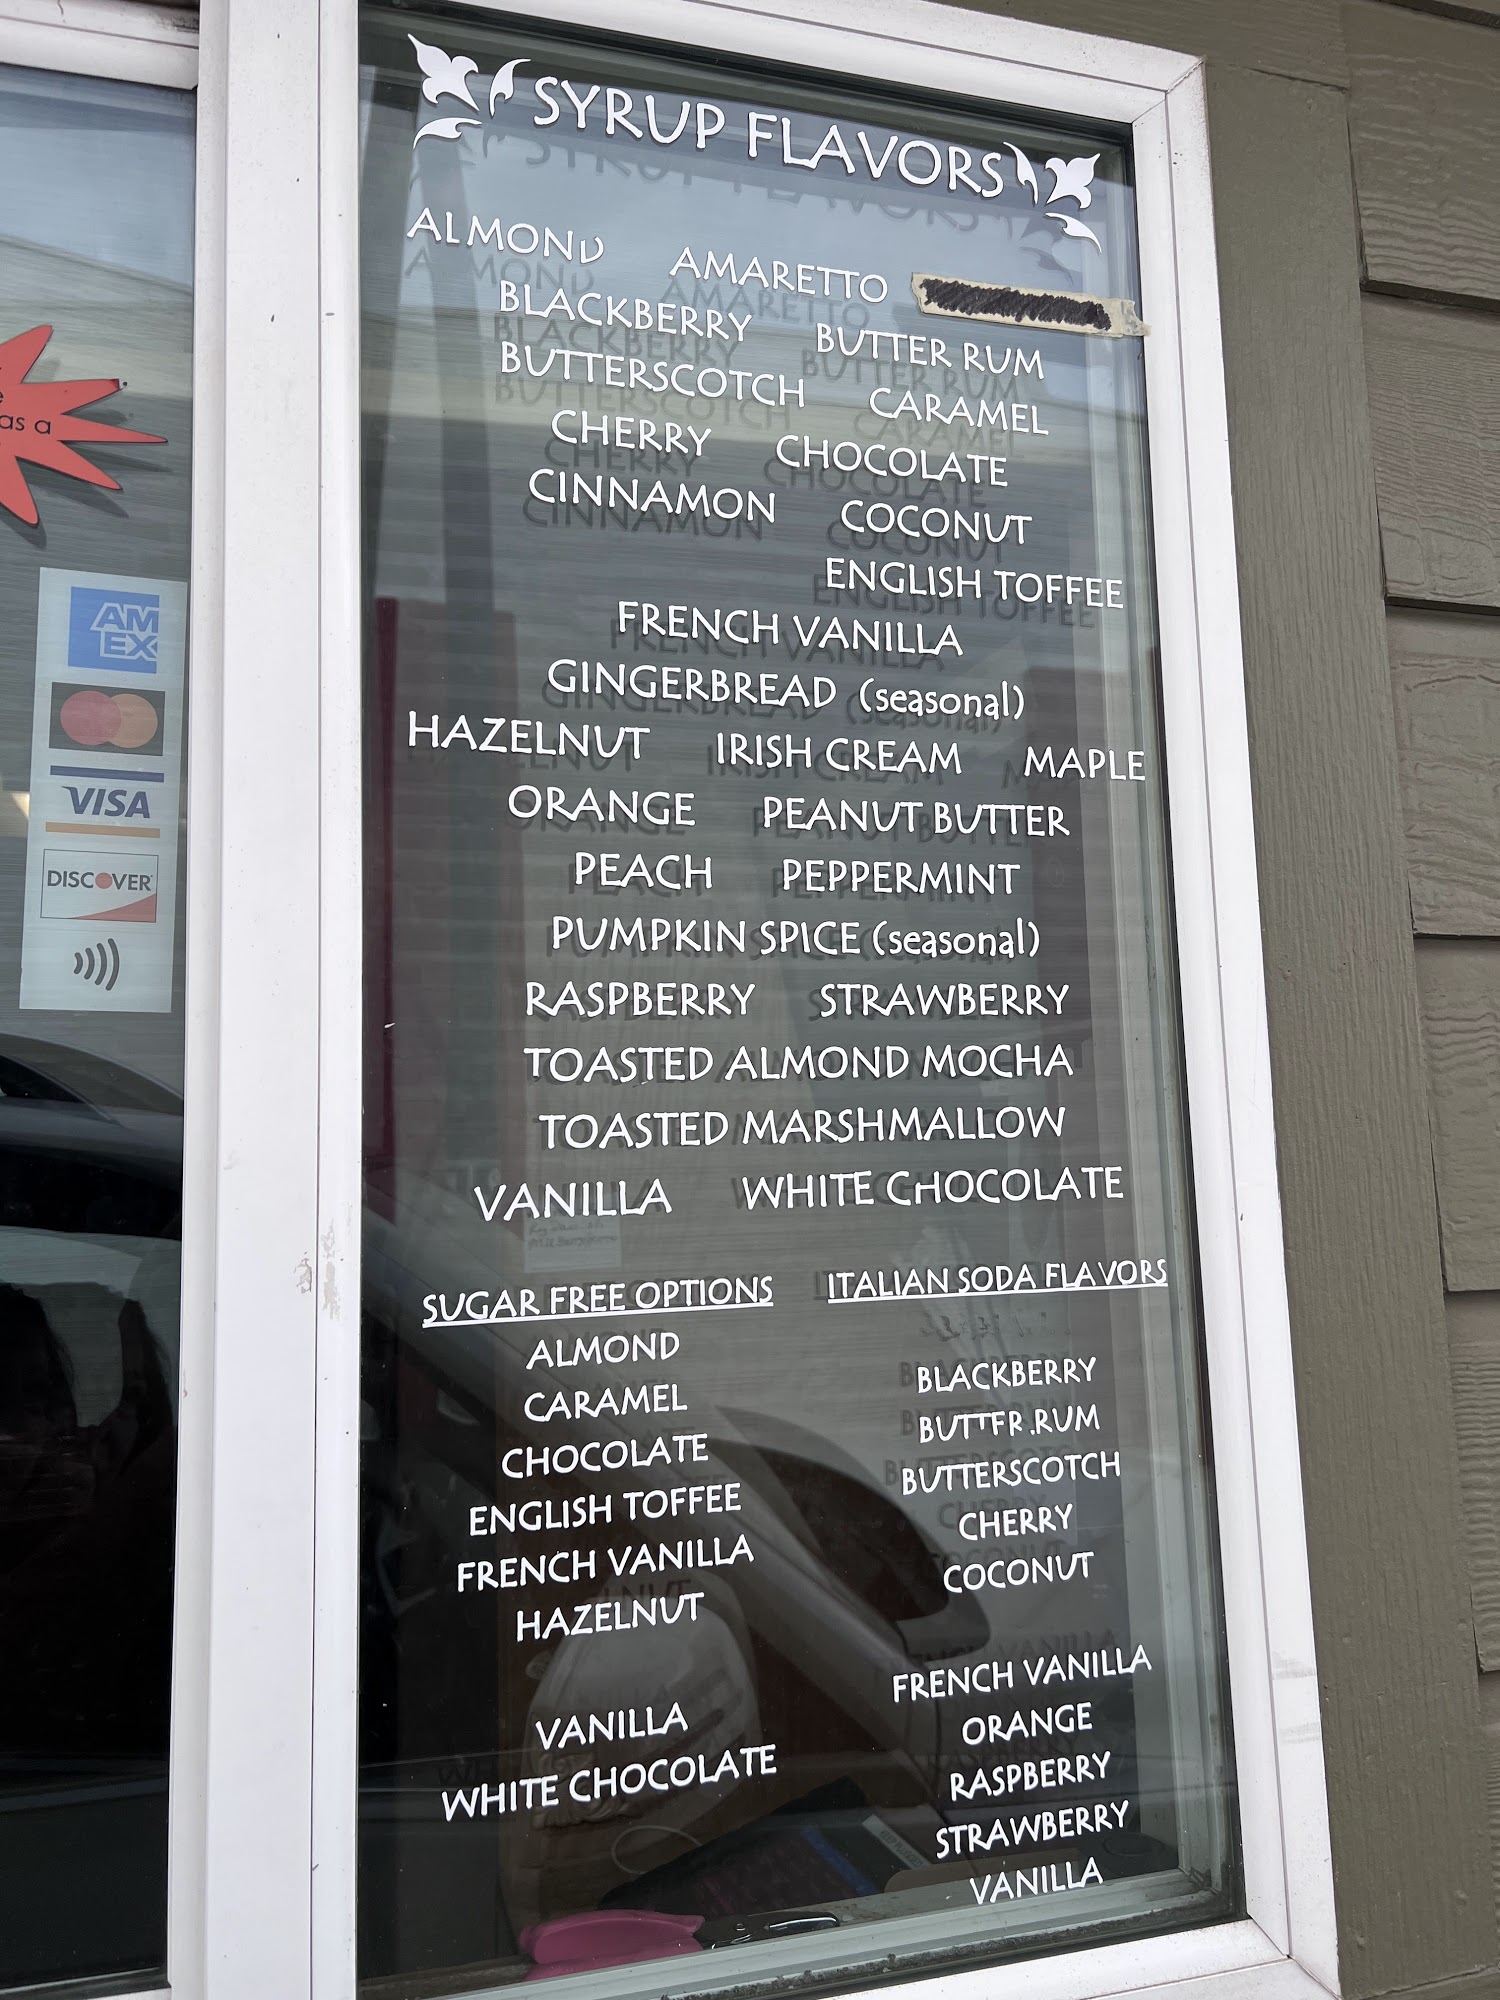 SYRUP FLAVORS
ALMOND AMARETTO
BLACKBERRY BUTTER RUM
BUTTERSCOTCH CARAMEL
CHERRY CHOCOLATE
CINNAMON COCONUT
ENGLISH TOFFEE
FRENCH VANILLA
GINGERBREAD (seasonal)
HAZELNUT IRISH CREAM MAPLE
ORANGE PEANUT BUTTER
PEACH PEPPERMINT
PUMPKIN SPICE (seasonal)
RASPBERRY STRAWBERRY
TOASTED ALMOND MOCHA
TOASTED MARSHMALLOW
VANILLA WHITE CHOCOLATE
SUGAR FREE OPTIONS
ALMOND
CARAMEL
CHOCOLATE
ENGLISH TOFFEE
FRENCH VANILLA
HAZELNUT
VANILLA
WHITE CHOCOLATE
ITALIAN SODA FLAVORS
BLACKBERRY
BUTTER RUM
BUTTERSCOTCH
CHERRY
COCONUT
FRENCH VANILLA
ORANGE
RASPBERRY
STRAWBERRY
VANILLA
as a
AM
EX
VISA
DISCOVER